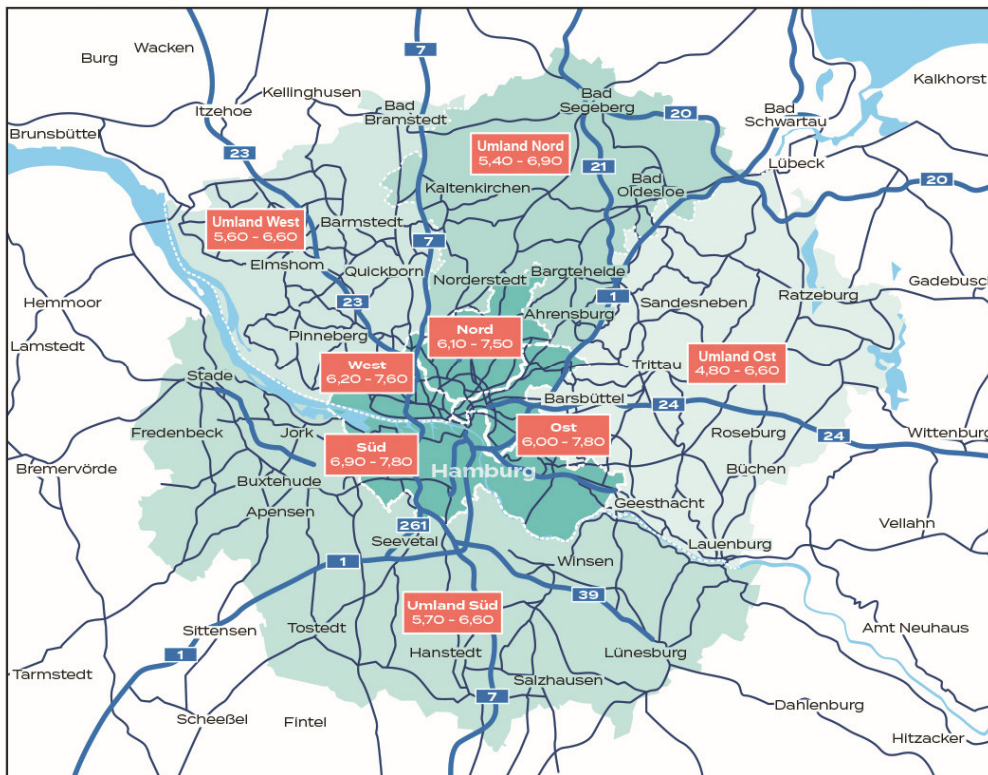 Wacken
Burg
7
Kellinghusen
Itzehoe
Bad
Bramstedt
Bad
Segeberg
20
Bad
Schwartau
Kalkhorst
Brunsbüttel
23
Umland Nord
5,40 - 6,90
21
Lübeck
20
Kaltenkirchen
Bad
Oldesloe
Umland West
5,60 - 6,60
Barmstedt
7
Elmshorn
Quickborn
Norderstedt
Bargteheide
Hemmoor
23
1
Sandesneben
Ratzeburg
Gadebusch
Ahrensburg
Lamstedt
Pinneberg
Nord
6,10 - 7,50
West
6,20 - 7,60
Trittau
Umland Ost
4,80 - 6,60
Stade
Barsbüttel
24
24
Fredenbeck
Jork
Süd
6,90 - 7,80
Ost
6,00 - 7,80
Roseburg
Wittenburg
Bremervörde
Hamburg
Büchen
Buxtehude
Apensen
Geesthacht
261
Seevetal
Vellahn
Lauenburg
1
Winsen
39
Umland Süd
5,70 - 6,60
Sittensen
Tostedt
Amt Neuhaus
1
Hanstedt
Lünesburg
Tarmstedt
Salzhausen
7
Scheeßel
Fintel
Dahlenburg
Hitzacker